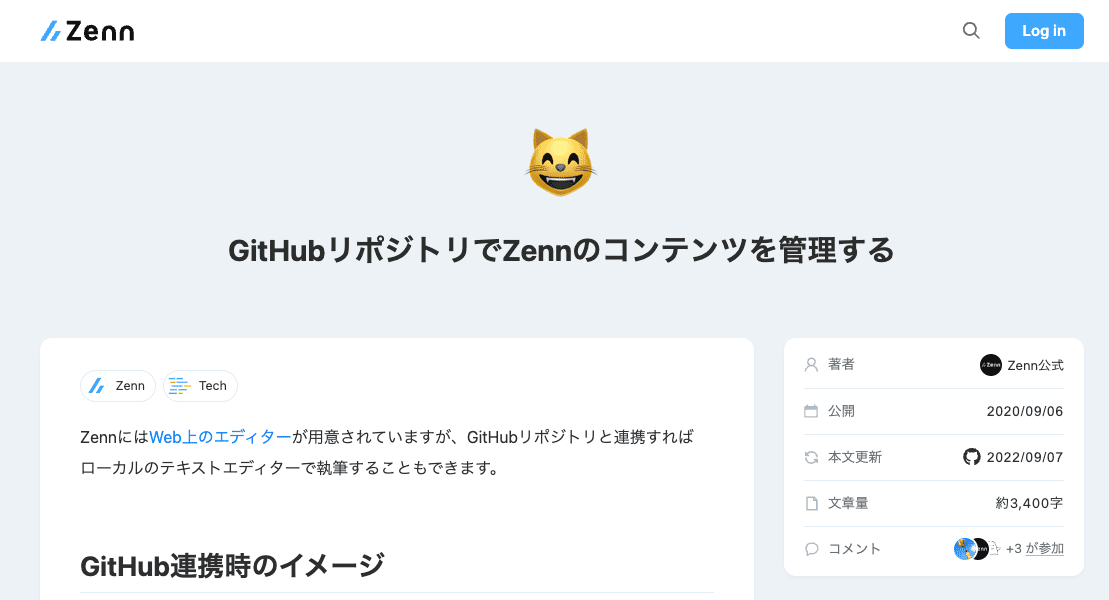 Zenn
Log in
GitHubリポジトリでZennのコンテンツを管理する
Zenn Tech
ZennにはWeb上のエディターが用意されていますが、GitHubリポジトリと連携すれば
ローカルのテキストエディターで執筆することもできます。
GitHub連携時のイメージ
著者 Zenn公式
公開 2020/09/06
本文更新 2022/09/07
文章量 約3,400字
コメント +3 が参加